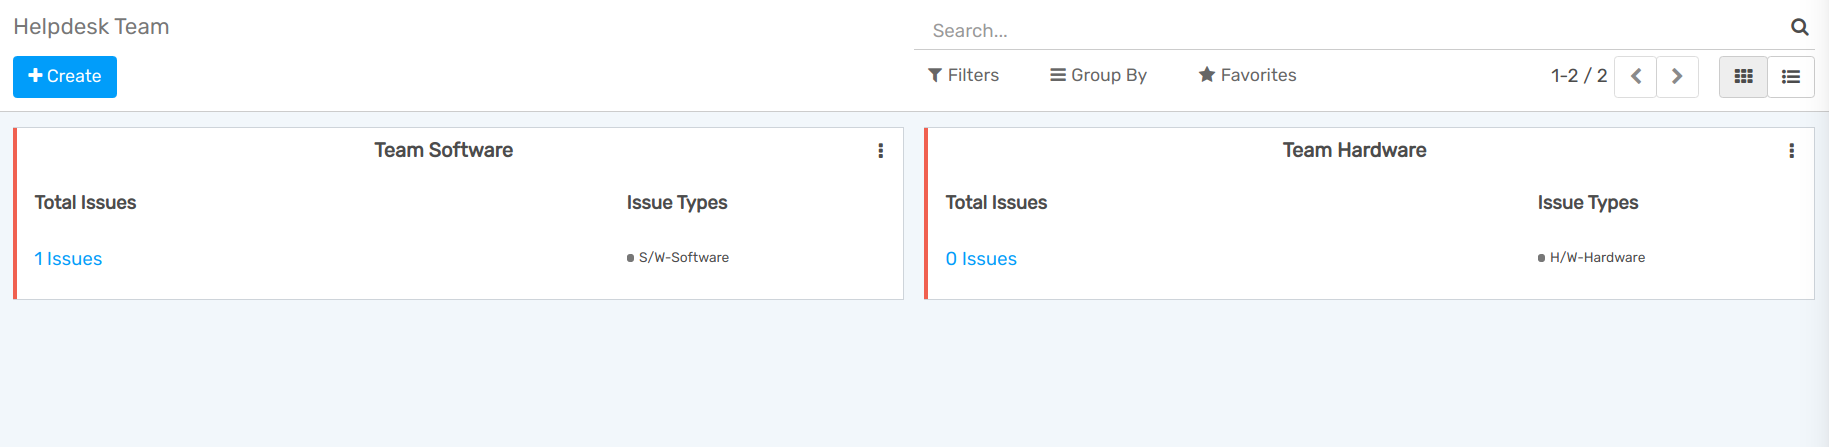 Helpdesk Team
Search...
Create
Filters
Group By
Favorites
1-2 / 2
Team Software
Total Issues
Issue Types
1 Issues
S/W-Software
Team Hardware
Total Issues
Issue Types
0 Issues
H/W-Hardware